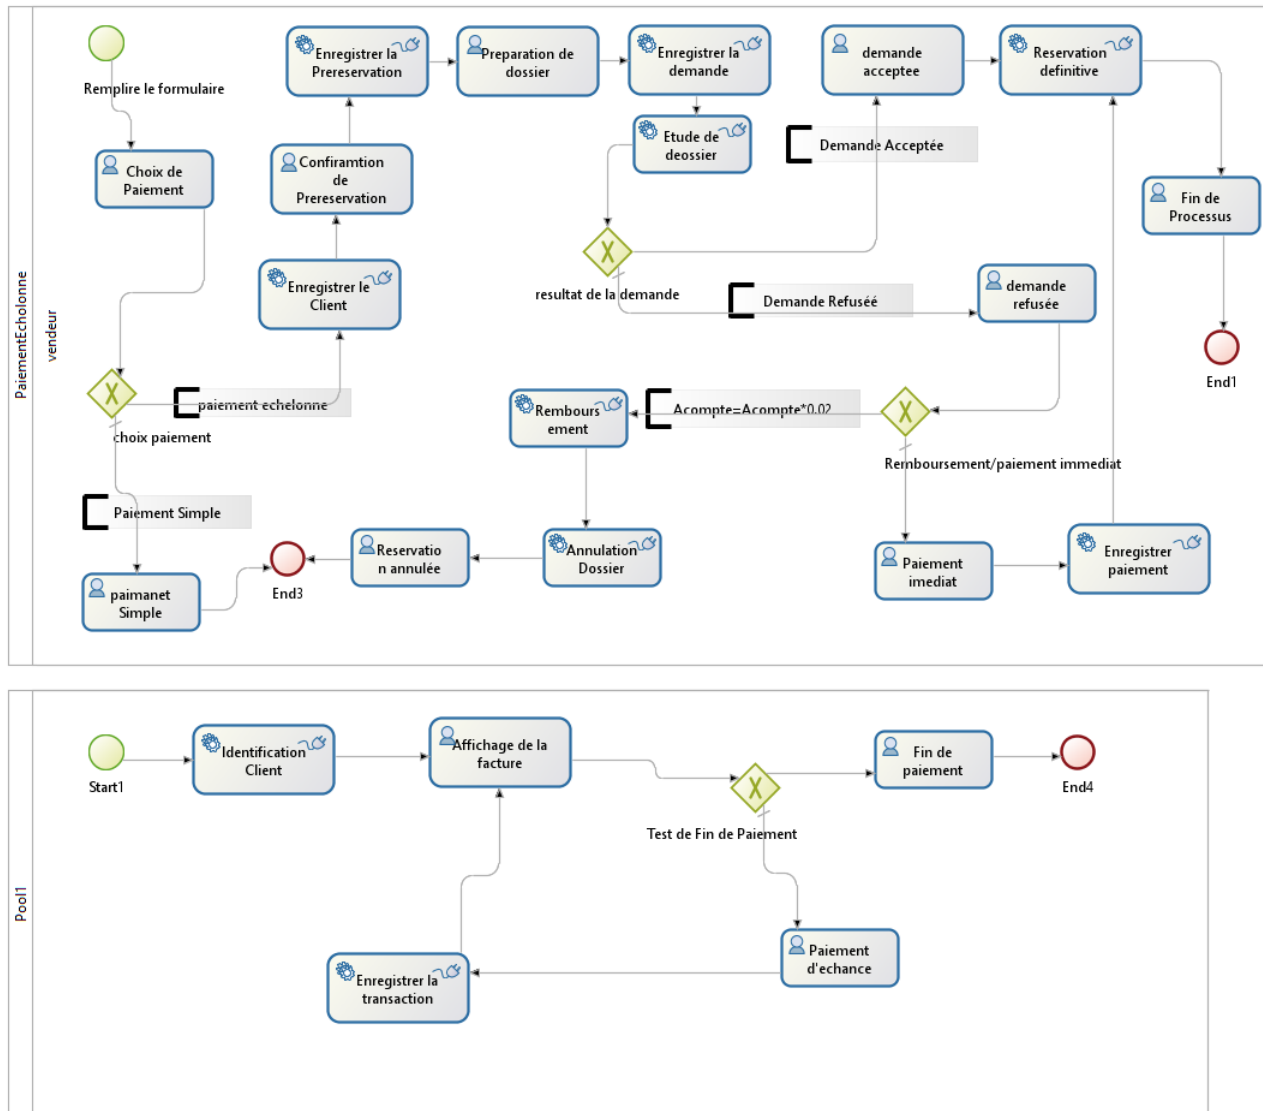 PaiementEcholonne
vendeur
Remplire le formulaire
Choix de
Paiement
choix paiement
paiement echelonne
Paiement Simple
paimanet
Simple
Enregistrer le
Client
Confiramtion
de
Prereservation
Enregistrer la
Prereservation
Preparation de
dossier
Enregistrer la
demande
Etude de
deossier
resultat de la demande
Demande Acceptée
demande
acceptee
Reservation
definitive
Fin de
Processus
End1
Demande Refuséé
demande
refusée
Remboursement/paiement immediat
Acompte=Acompte*0.02
Rembours
ement
Annulation
Dossier
Reservatio
n annulée
End3
Paiement
imediat
Enregistrer
paiement
Pool1
Start1
Identification
Client
Affichage de la
facture
Test de Fin de Paiement
Fin de
paiement
End4
Paiement
d'echance
Enregistrer la
transaction